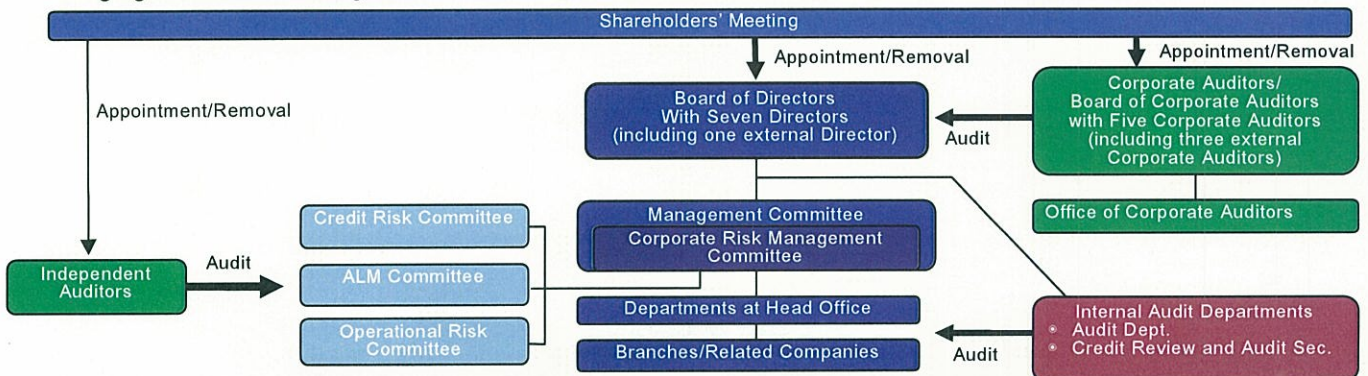 Shareholders' Meeting
Appointment/Removal
Appointment/Removal
Appointment/Removal
Board of Directors
With Seven Directors
(including one external Director)
Audit
Corporate Auditors/
Board of Corporate Auditors
with Five Corporate Auditors
(including three external
Corporate Auditors)
Office of Corporate Auditors
Credit Risk Committee
ALM Committee
Operational Risk
Committee
Management Committee
Corporate Risk Management
Committee
Independent
Auditors
Audit
Departments at Head Office
Branches/Related Companies
Audit
Internal Audit Departments
Audit Dept.
Credit Review and Audit Sec.